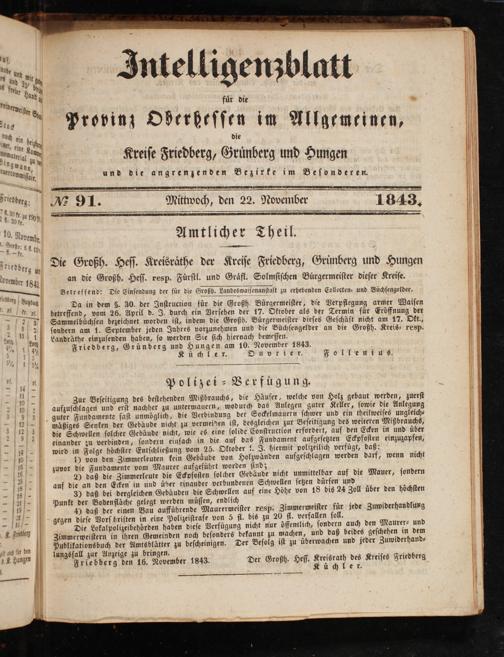 Intelligenzblatt
für die
Provinz Oberhessen im Allgemeinen,
die
Kreise Friedberg, Grünberg und Hungen
und die angrenzenden Bezirke im Besonderen.
№ 91. Mittwoch, den 22. November 1843.
Amtlicher Theil.
Die Großh. Hess. Kreisräthe der Kreise Friedberg, Grünberg und Hungen
an die Großh. Hess. resp. Fürstl. und Gräfl. Solmsischen Bürgermeister dieser Kreise.
Betreffend: Die Einsendung der für die Großh. Landeswaisenanstalt zu erhebenden Collecten- und Büchsengelder.
Da in dem §. 30. der Instruction für die Großh. Bürgermeister, die Verpflegung armer Waisen
betreffend, vom 26. April d. J. durch ein Versehen der 17. Oktober als der Termin für Eröffnung der
Sammelbüchsen bezeichnet worden ist, indem die Großh. Bürgermeister dieses Geschäft nicht am 17. Okt.,
sondern am 1. September jeden Jahres vorzunehmen und die Büchsengelder an die Großh. Kreis- resp.
Landräthe einzusenden haben, so werden Sie sich hiernach bemessen.
Friedberg, Grünberg und Hungen am 10. November 1843.
Küchler. Ouvrier. Follenius.
Polizei-Verfügung.
Zur Beseitigung des bestehenden Mißbrauchs, die Häuser, welche von Holz gebaut werden, zuerst
aufzuschlagen und erst nachher zu untermauern, wodurch das Anlegen guter Keller, sowie die Anlegung
guter Fundamente fast unmöglich, die Verbindung der Sockelmauern schwer und ein theilweises ungleich-
mäßiges Senken der Gebäude nicht zu vermeiden ist, desgleichen zur Beseitigung des weiteren Mißbrauchs,
die Schwellen solcher Gebäude nicht, wie es eine solide Construction erfordert, auf den Ecken in und über
einander zu verbinden, sondern einfach in die auf das Fundament aufgesetzten Eckpfosten einzuzapfen,
wird in Folge höchster Entschließung vom 25. Oktober l. J. hiermit polizeilich verfügt, daß:
1) von den Zimmerleuten kein Gebäude von Holzwänden aufgeschlagen werden darf, wenn nicht
zuvor die Fundamente vom Maurer aufgeführt worden sind;
2) daß die Zimmerleute die Eckpfosten solcher Gebäude nicht unmittelbar auf die Mauer, sondern
auf die an den Ecken in und über einander verbundenen Schwellen setzen dürfen und
3) daß bei dergleichen Gebäuden die Schwellen auf eine Höhe von 18 bis 24 Zoll über den höchsten
Punkte der Bodenfläche gelegt werden müssen, endlich
4) daß der einen Bau aufführende Mauermeister resp. Zimmermeister für jede Zuwiderhandlung
gegen diese Vorschriften in eine Polizeistrafe von 5 fl. bis zu 20 fl. verfallen soll.
Die Lokalpolizeibehörden haben diese Verfügung nicht nur öffentlich, sondern auch den Maurer- und
Zimmermeistern in ihren Gemeinden noch besonders bekannt zu machen, und daß beides geschehen in dem
Publikationsbuch der Amtsblätter zu bescheinigen. Der Befolg ist zu überwachen und jeder Zuwiderhand-
lungsfall zur Anzeige zu bringen.
Friedberg den 16. November 1843. Der Großh. Hess. Kreisrath des Kreises Friedberg
Küchler.